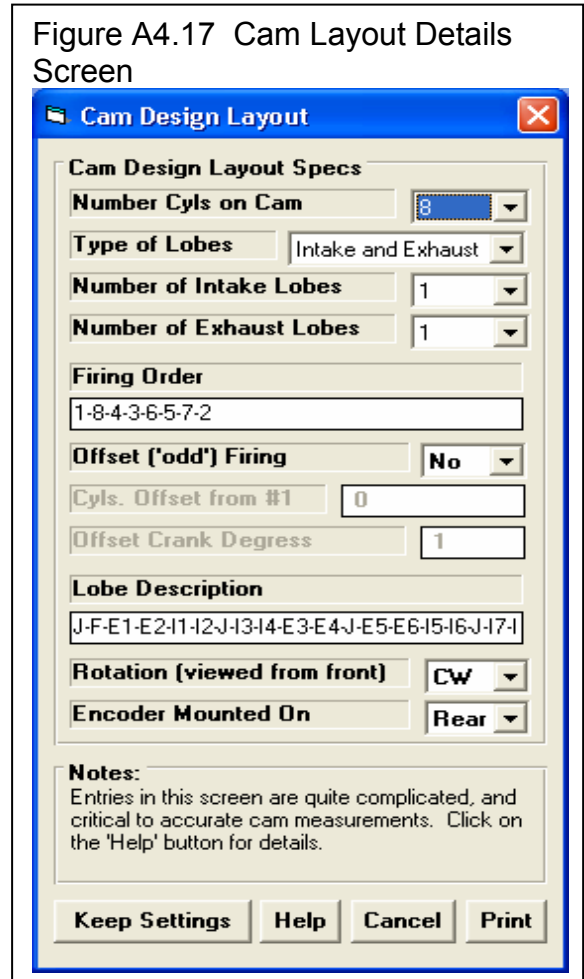 Figure A4.17 Cam Layout Details
Screen
Cam Design Layout
Cam Design Layout Specs
Number Cyls on Cam 8
Type of Lobes Intake and Exhaust
Number of Intake Lobes 1
Number of Exhaust Lobes 1
Firing Order
1-8-4-3-6-5-7-2
Offset ('odd') Firing No
Cyls. Offset from #1 0
Offset Crank Degress 1
Lobe Description
J-F-E1-E2-I1-I2-J-I3-I4-E3-E4-J-E5-E6-I5-I6-J-I7-I
Rotation (viewed from front) CW
Encoder Mounted On Rear
Notes:
Entries in this screen are quite complicated, and
critical to accurate cam measurements. Click on
the 'Help' button for details.
Keep Settings Help Cancel Print